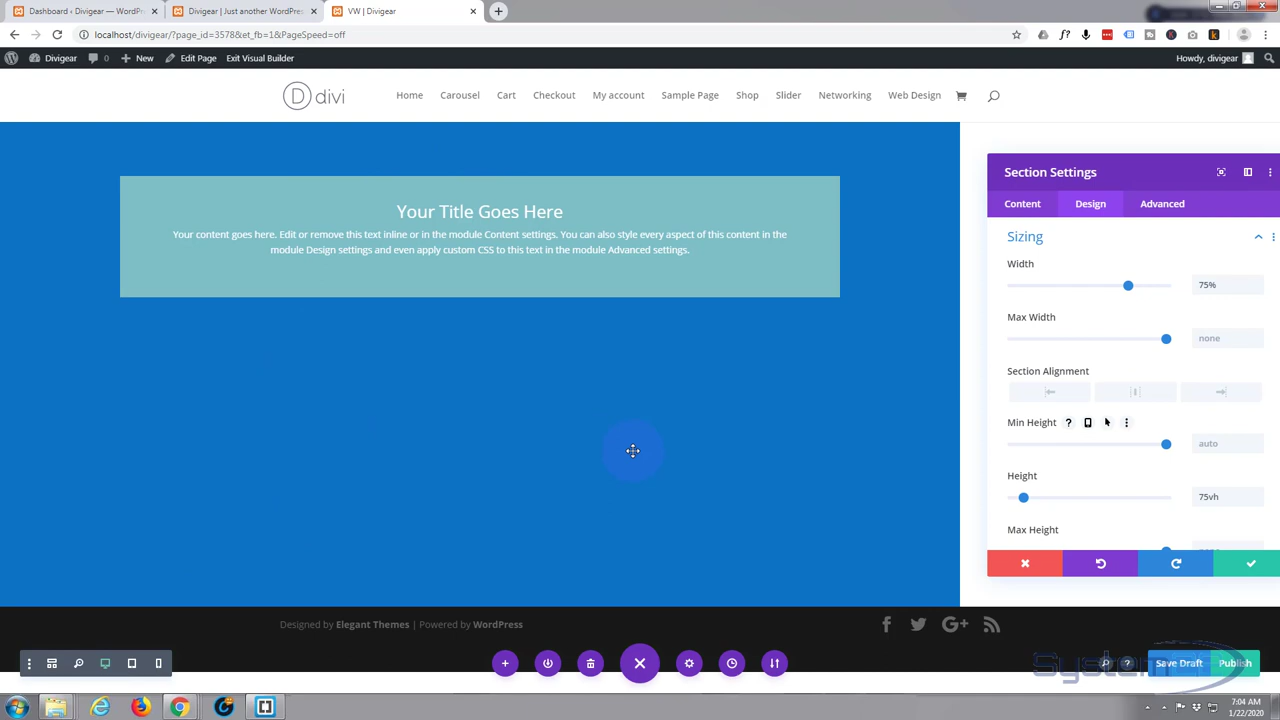 Dashboard ‹ Divigear — WordPr
Divigear | Just another WordPres
VW | Divigear
localhost/divigear/?page_id=3578&et_fb=1&PageSpeed=off
Divigear
0
New
Edit Page
Exit Visual Builder
Howdy, divigear
divi
Home
Carousel
Cart
Checkout
My account
Sample Page
Shop
Slider
Networking
Web Design
Your Title Goes Here
Your content goes here. Edit or remove this text inline or in the module Content settings. You can also style every aspect of this content in the
module Design settings and even apply custom CSS to this text in the module Advanced settings.
Section Settings
Content
Design
Advanced
Sizing
Width
75%
Max Width
none
Section Alignment
Min Height
auto
Height
75vh
Max Height
Designed by Elegant Themes | Powered by WordPress
Save Draft
Publish
7:04 AM
1/22/2020